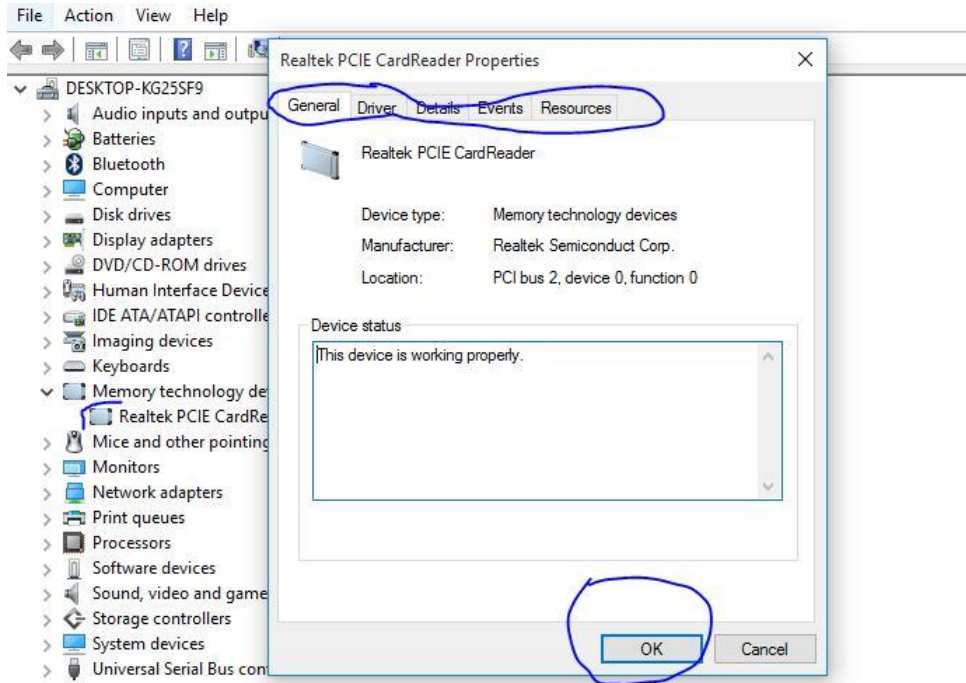 File Action View Help
DESKTOP-KG25SF9
Audio inputs and outpu
Batteries
Bluetooth
Computer
Disk drives
Display adapters
DVD/CD-ROM drives
Human Interface Device
IDE ATA/ATAPI controlle
Imaging devices
Keyboards
Memory technology de
Realtek PCIE CardRe
Mice and other pointing
Monitors
Network adapters
Print queues
Processors
Software devices
Sound, video and game
Storage controllers
System devices
Universal Serial Bus con
Realtek PCIE CardReader Properties
General Driver Details Events Resources
Realtek PCIE CardReader
Device type: Memory technology devices
Manufacturer: Realtek Semiconduct Corp.
Location: PCI bus 2, device 0, function 0
Device status
This device is working properly.
OK Cancel